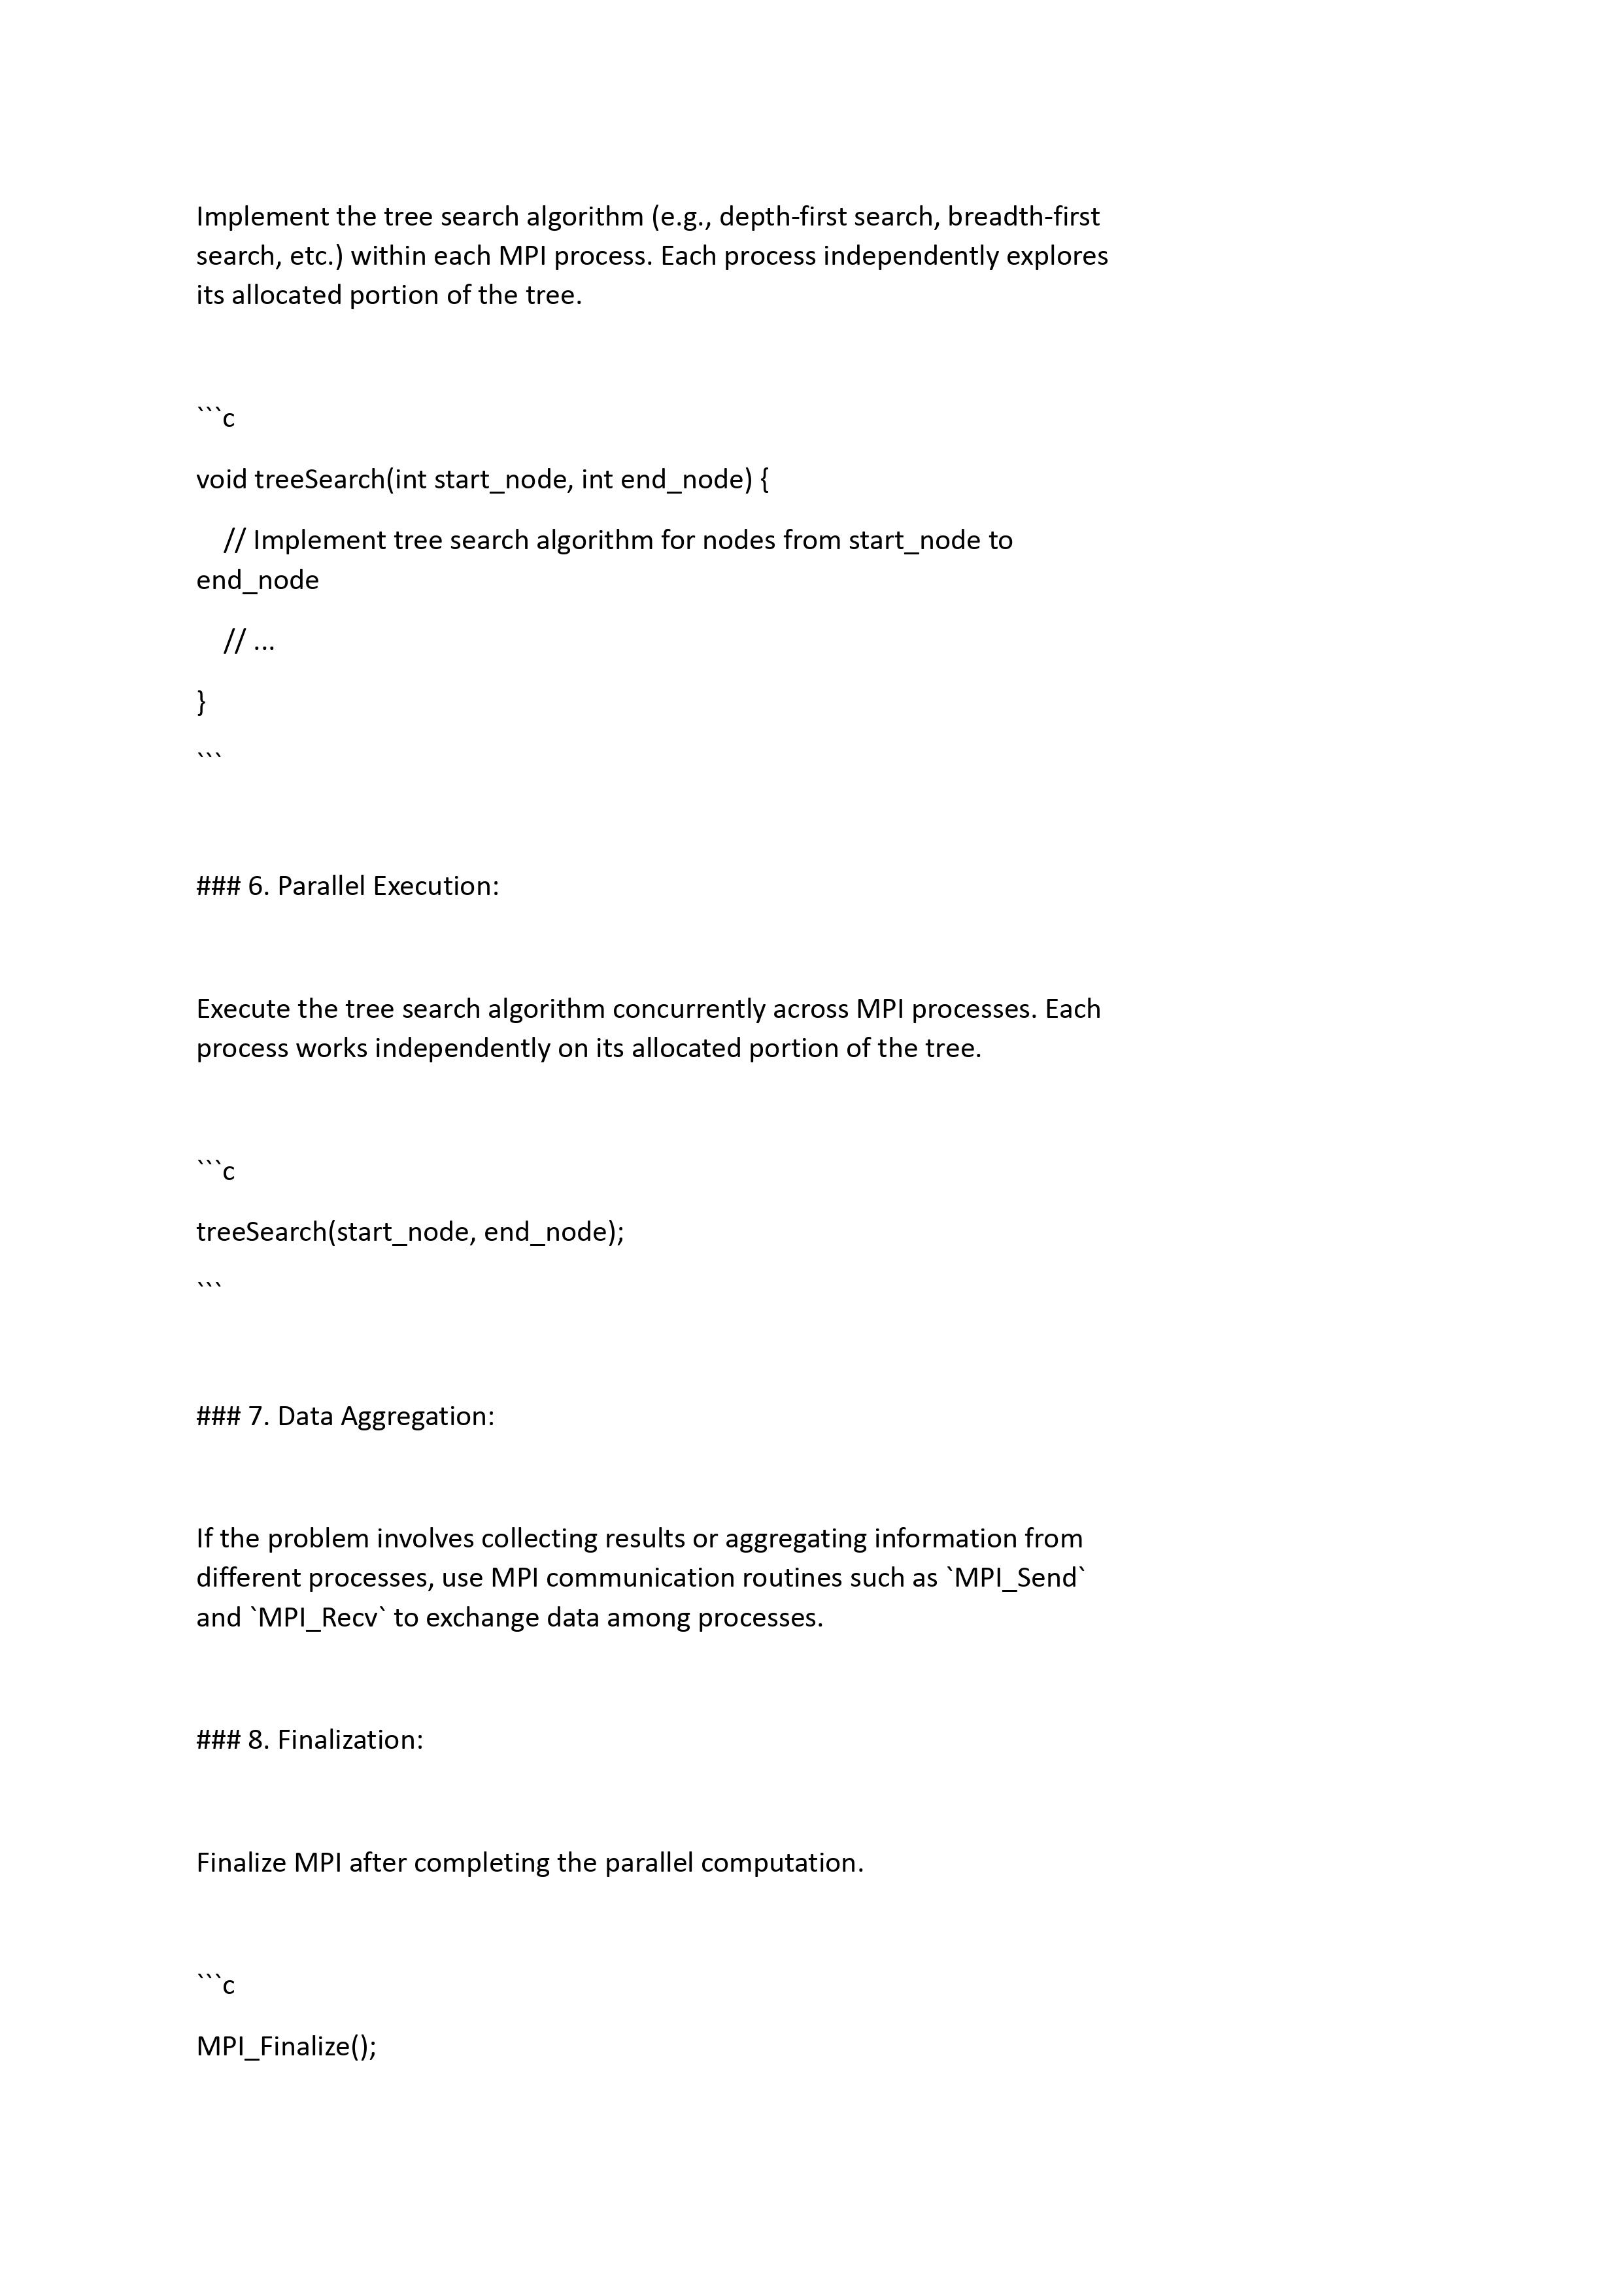 Implement the tree search algorithm (e.g., depth-first search, breadth-first
search, etc.) within each MPI process. Each process independently explores
its allocated portion of the tree.
```c
void treeSearch(int start_node, int end_node) {
    // Implement tree search algorithm for nodes from start_node to
end_node
    // ...
}
```
### 6. Parallel Execution:
Execute the tree search algorithm concurrently across MPI processes. Each
process works independently on its allocated portion of the tree.
```c
treeSearch(start_node, end_node);
```
### 7. Data Aggregation:
If the problem involves collecting results or aggregating information from
different processes, use MPI communication routines such as `MPI_Send`
and `MPI_Recv` to exchange data among processes.
### 8. Finalization:
Finalize MPI after completing the parallel computation.
```c
MPI_Finalize();